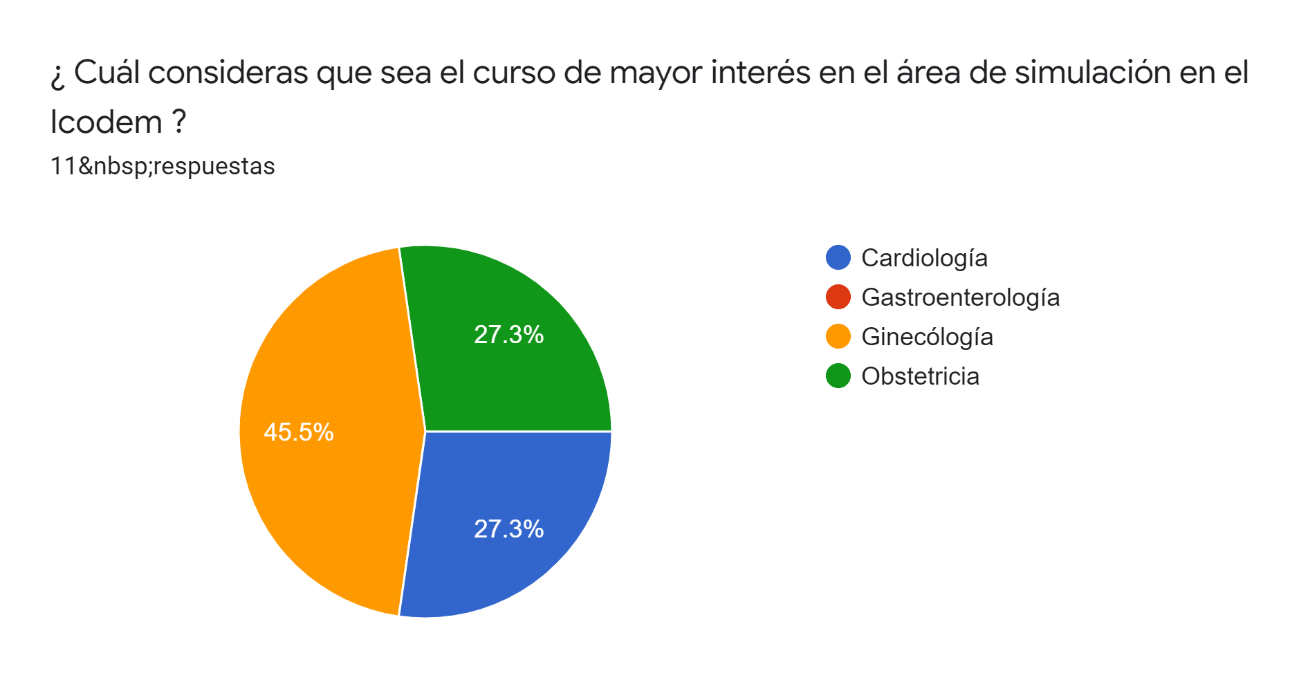 ¿ Cuál consideras que sea el curso de mayor interés en el área de simulación en el
Icodem ?
11&nbsp;respuestas
Cardiología
Gastroenterología
Ginecólogía
Obstetricia
27.3%
45.5%
27.3%